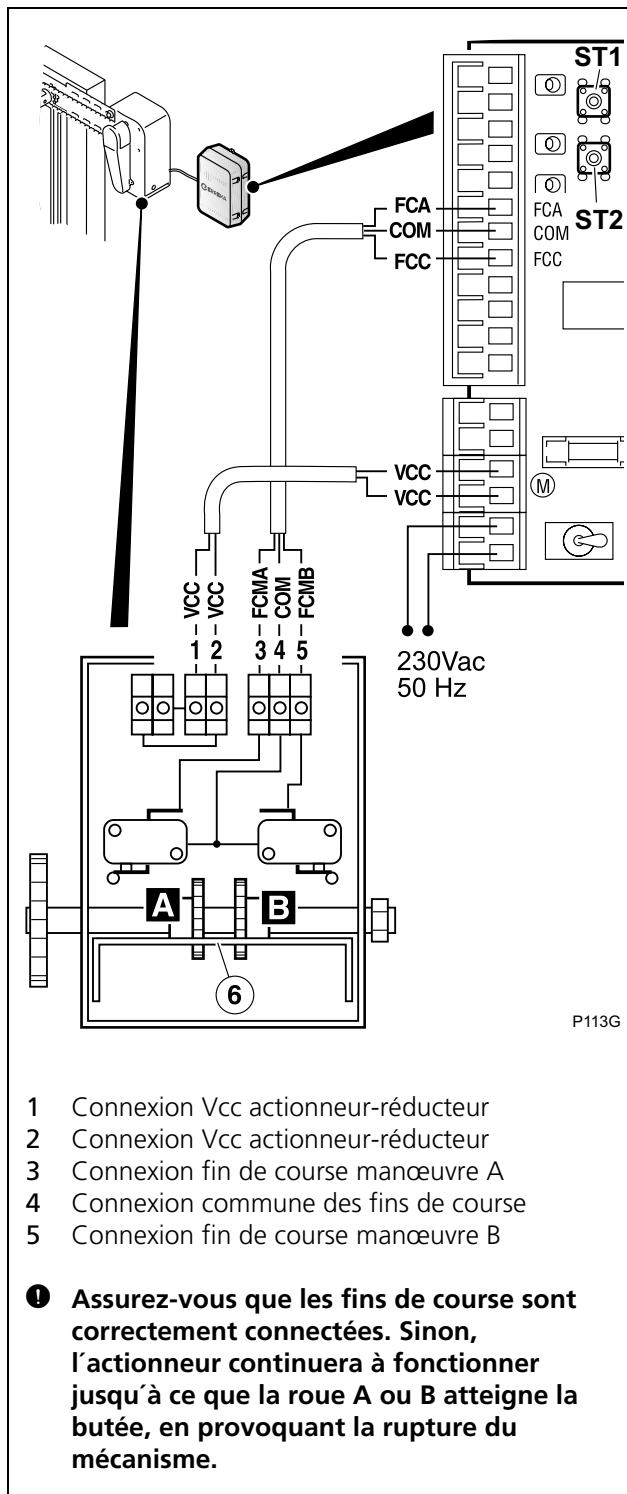 ST1
ERREKA
FCA
FCA
COM
COM
ST2
FCC
FCC
VCC
VCC
M
VCC
VCC
FCMA
COM
FCMB
1 2 3 4 5
230Vac
50 Hz
A
B
6
P113G
1 Connexion Vcc actionneur-réducteur
2 Connexion Vcc actionneur-réducteur
3 Connexion fin de course manœuvre A
4 Connexion commune des fins de course
5 Connexion fin de course manœuvre B
! Assurez-vous que les fins de course sont
correctement connectées. Sinon,
l´actionneur continuera à fonctionner
jusqu´à ce que la roue A ou B atteigne la
butée, en provoquant la rupture du
mécanisme.